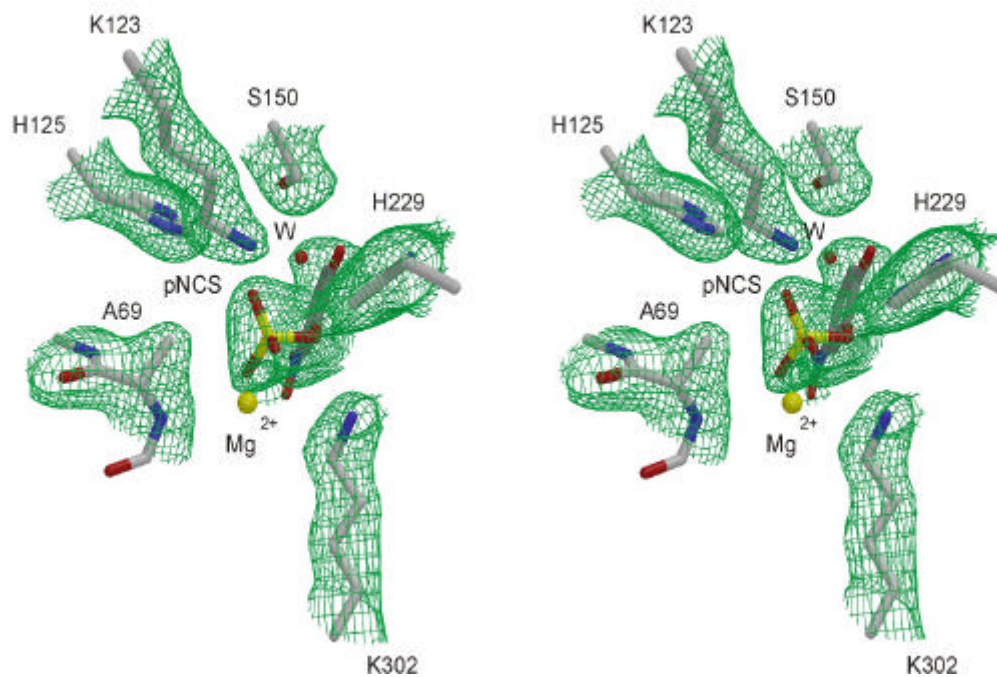 K123
S150
H125
H229
W
pNCS
A69
Mg 2+
K302
K123
S150
H125
H229
W
pNCS
A69
Mg 2+
K302